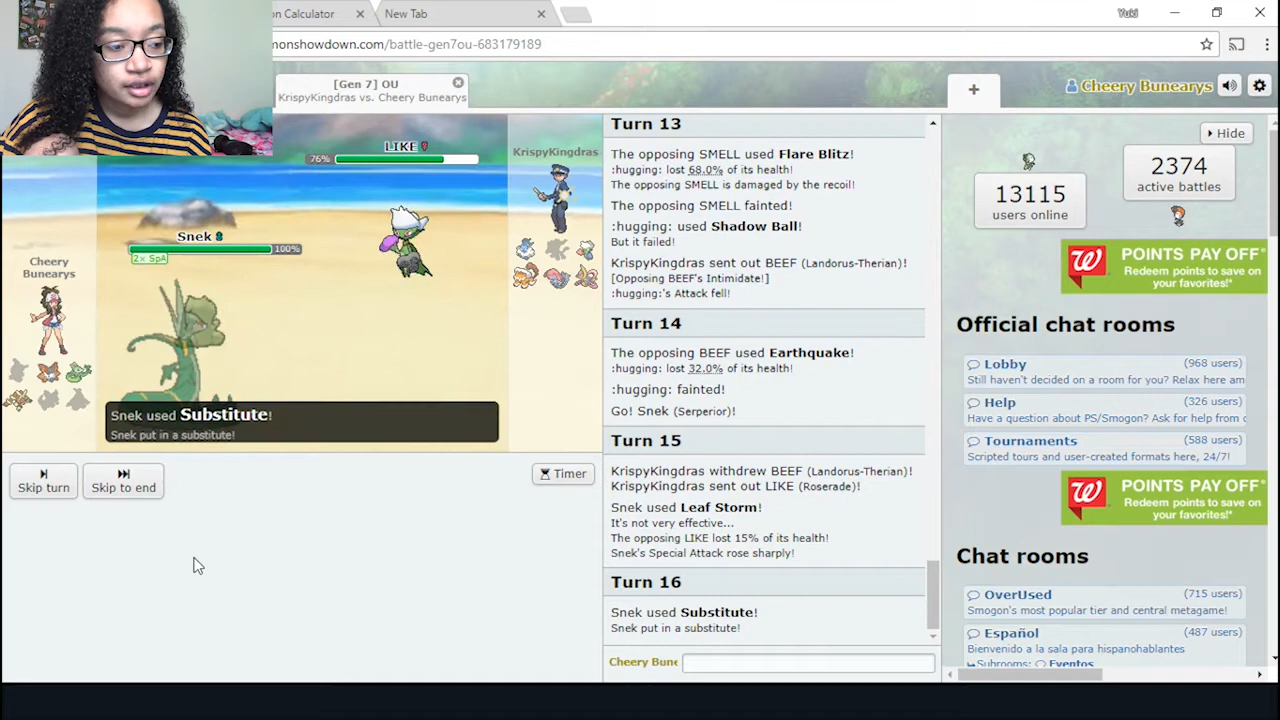 on Calculator
New Tab
Yuki
monshowdown.com/battle-gen7ou-683179189
[Gen 7] OU
KrispyKingdras vs. Cheery Bunearys
+
Cheery Bunearys
LIKE
76%
KrispyKingdras
Snek
100%
2x SpA
Cheery
Bunearys
Snek used Substitute!
Snek put in a substitute!
Skip turn
Skip to end
Timer
Turn 13
The opposing SMELL used Flare Blitz!
:hugging: lost 68.0% of its health!
The opposing SMELL is damaged by the recoil!
The opposing SMELL fainted!
:hugging: used Shadow Ball!
But it failed!
KrispyKingdras sent out BEEF (Landorus-Therian)!
[Opposing BEEF's Intimidate!]
:hugging:'s Attack fell!
Turn 14
The opposing BEEF used Earthquake!
:hugging: lost 32.0% of its health!
:hugging: fainted!
Go! Snek (Serperior)!
Turn 15
KrispyKingdras withdrew BEEF (Landorus-Therian)!
KrispyKingdras sent out LIKE (Roserade)!
Snek used Leaf Storm!
It's not very effective...
The opposing LIKE lost 15% of its health!
Snek's Special Attack rose sharply!
Turn 16
Snek used Substitute!
Snek put in a substitute!
Cheery Bune
Hide
13115
users online
2374
active battles
W POINTS PAY OFF*
Redeem points to save on
your favorites!*
Official chat rooms
Lobby (968 users)
Still haven't decided on a room for you? Relax here am
Help (326 users)
Have a question about PS/Smogon? Ask for help from c
Tournaments (588 users)
Scripted tours and user-created formats here, 24/7!
W POINTS PAY OFF*
Redeem points to save on
your favorites!*
Chat rooms
OverUsed (715 users)
Smogon's most popular tier and central metagame!
Español (487 users)
Bienvenido a la sala para hispanohablantes
Subrooms: Eventos